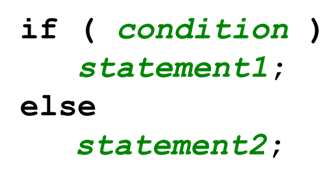 if ( condition )
statement1;
else
statement2;